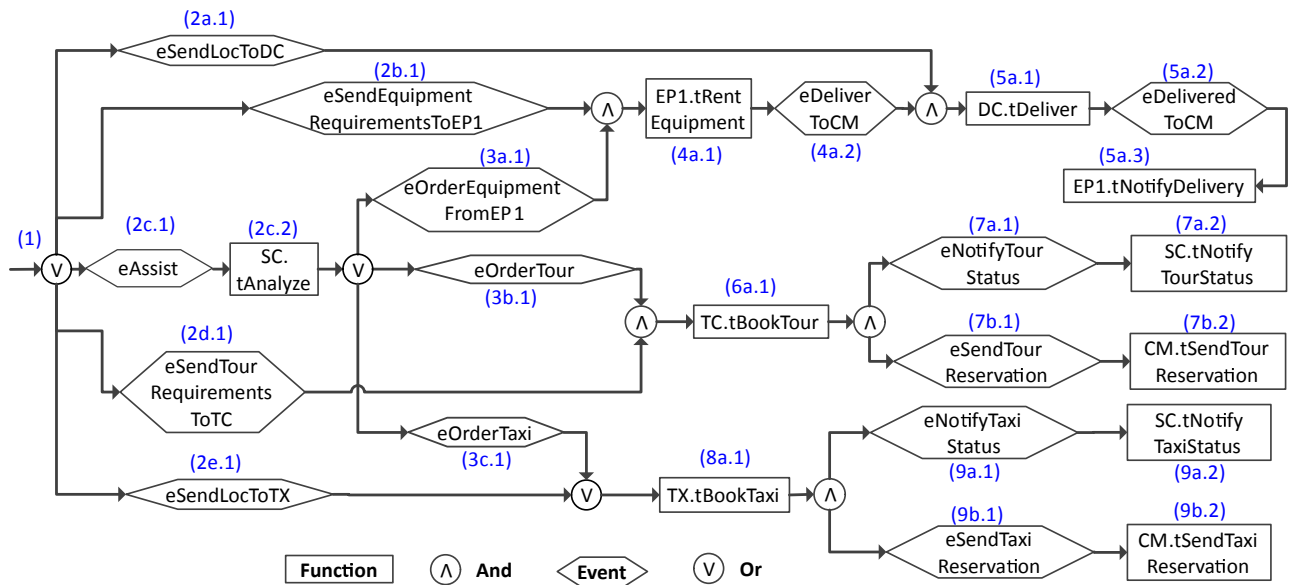 (2a.1)
eSendLocToDC
(2b.1)
eSendEquipment
RequirementsToEP1
Λ
EP1.tRent
Equipment
(4a.1)
eDeliver
ToCM
(4a.2)
Λ
(5a.1)
DC.tDeliver
(5a.2)
eDelivered
ToCM
(5a.3)
EP1.tNotifyDelivery
(3a.1)
eOrderEquipment
FromEP1
(1)
V
(2c.1)
eAssist
(2c.2)
SC.
tAnalyze
V
eOrderTour
(3b.1)
Λ
(6a.1)
TC.tBookTour
Λ
(7a.1)
eNotifyTour
Status
(7a.2)
SC.tNotify
TourStatus
(7b.1)
eSendTour
Reservation
(7b.2)
CM.tSendTour
Reservation
(2d.1)
eSendTour
Requirements
ToTC
eOrderTaxi
(3c.1)
(2e.1)
eSendLocToTX
V
(8a.1)
TX.tBookTaxi
Λ
eNotifyTaxi
Status
(9a.1)
SC.tNotify
TaxiStatus
(9a.2)
(9b.1)
eSendTaxi
Reservation
(9b.2)
CM.tSendTaxi
Reservation
Function
Λ And
Event
V Or